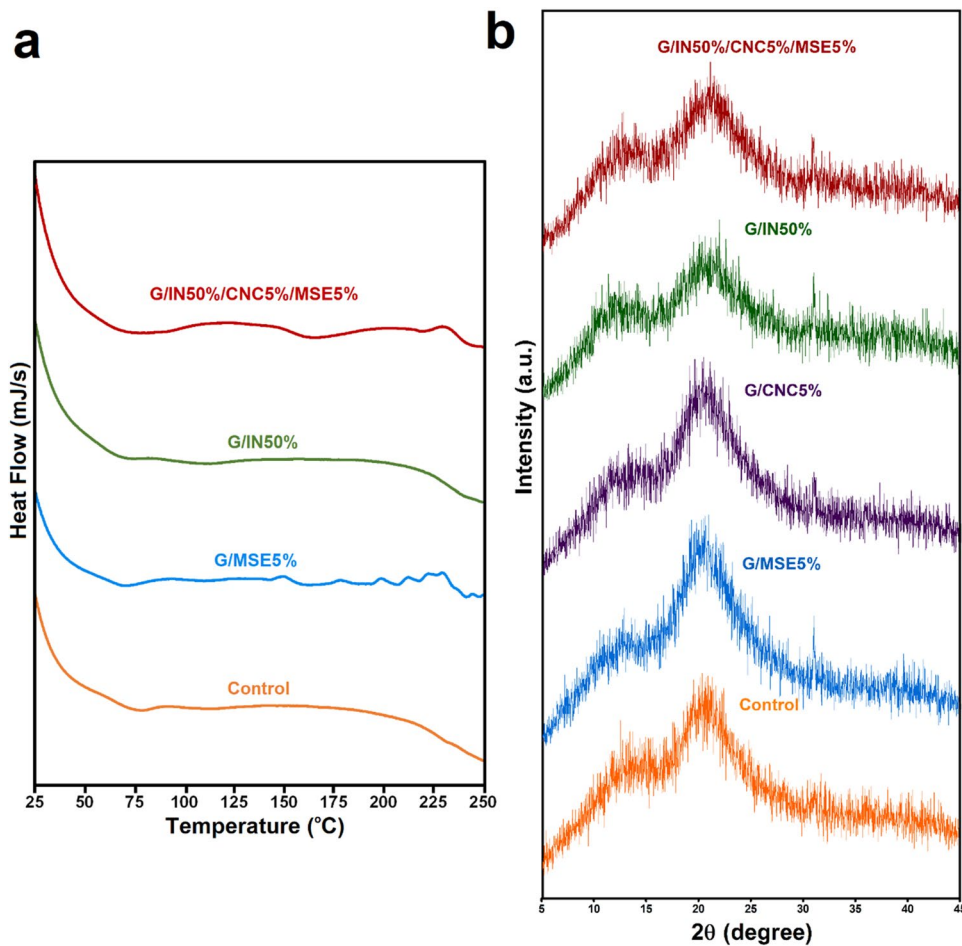 a
G/IN50%/CNC5%/MSE5%
G/IN50%
G/MSE5%
Control
Heat Flow (mJ/s)
25 50 75 100 125 150 175 200 225 250
Temperature (°C)
b
G/IN50%/CNC5%/MSE5%
G/IN50%
G/CNC5%
G/MSE5%
Control
Intensity (a.u.)
5 10 15 20 25 30 35 40 45
2θ (degree)